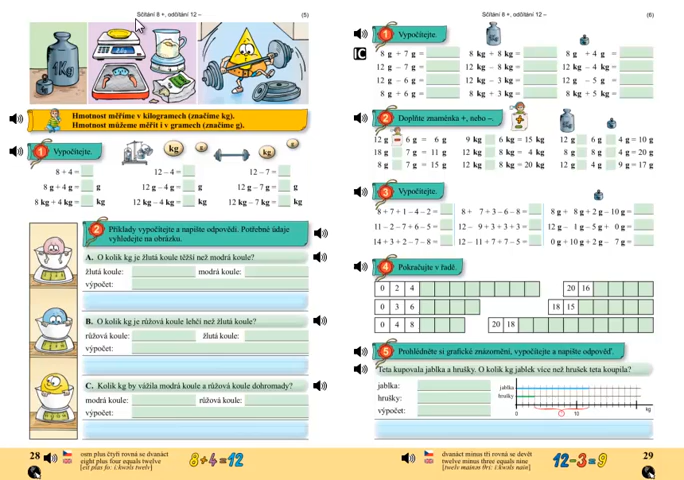 Sčítání 8 +, odčítání 12 –
(5)
1Kg
Hmotnost měříme v kilogramech (značíme kg).
Hmotnost můžeme měřit i v gramech (značíme g).
1 Vypočítejte.
kg g kg g
8 + 4 = 12 – 4 = 12 – 7 =
8 g + 4 g = g 12 g – 4 g = g 12 g – 7 g = g
8 kg + 4 kg = kg 12 kg – 4 kg = kg 12 kg – 7 kg = kg
2 Příklady vypočítejte a napište odpovědi. Potřebné údaje
vyhledejte na obrázku.
A. O kolik kg je žlutá koule těžší než modrá koule?
žlutá koule: modrá koule:
výpočet:
B. O kolik kg je růžová koule lehčí než žlutá koule?
růžová koule: žlutá koule:
výpočet:
C. Kolik kg by vážila modrá koule a růžová koule dohromady?
modrá koule: růžová koule:
výpočet:
28
osm plus čtyři rovná se dvanáct
eight plus four equals twelve
8+4=12
Sčítání 8 +, odčítání 12 –
(6)
1 Vypočítejte.
8 g + 7 g = 8 kg + 8 kg = 8 g + 4 g =
12 g – 7 g = 12 kg – 8 kg = 12 kg – 4 kg =
12 g – 6 g = 12 kg – 3 kg = 12 g – 5 g =
8 g + 6 g = 8 kg + 3 kg = 8 kg + 5 kg =
2 Doplňte znaménka +, nebo –.
12 g 6 g = 6 g 9 kg 6 kg = 15 kg 12 g 6 g 4 g = 10 g
18 g 7 g = 11 g 12 kg 8 kg = 4 kg 8 g 8 g 4 g = 20 g
8 g 7 g = 15 g 12 kg 8 kg = 20 kg 12 g 6 g 4 g = 9 g 17 g
3 Vypočítejte.
8 + 7 + 1 – 4 – 2 = 8 + 7 + 3 – 6 – 8 = 8 g + 8 g + 2 g – 10 g =
11 – 2 – 7 + 6 – 5 = 12 – 9 + 3 + 3 + 3 = 12 g – 1 g – 5 g + 0 g =
14 + 3 + 2 – 7 – 8 = 12 – 11 + 7 + 7 – 5 = 0 g + 10 g + 2 g – 7 g =
4 Pokračujte v řadě.
0 2 4 20 16
0 3 6 18 15
0 4 8 20 18
5 Prohlédněte si grafické znázornění, vypočítejte a napište odpověď.
Teta kupovala jablka a hrušky. O kolik kg jablek více než hrušek teta koupila?
jablka:
hrušky:
výpočet:
jablka
hrušky
0 ? 10 kg
dvanáct minus tři rovná se devět
twelve minus three equals nine
12-3=9
29